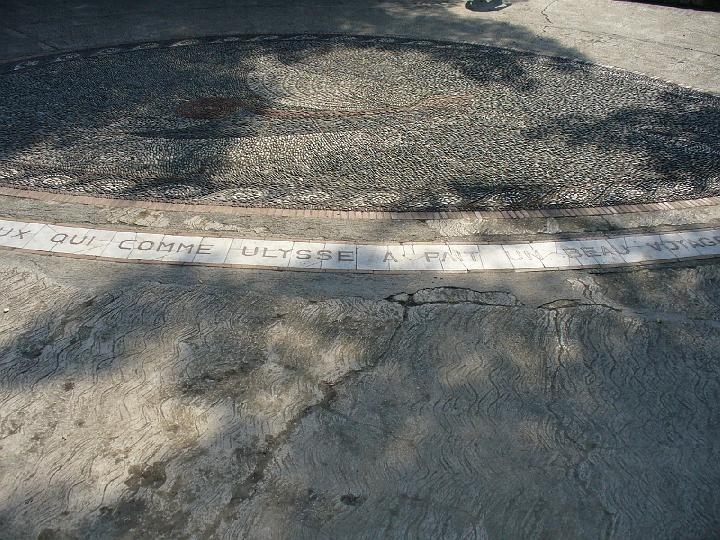 UX QUI COMME ULYSSE A FAIT UN BEAU VOYAGE